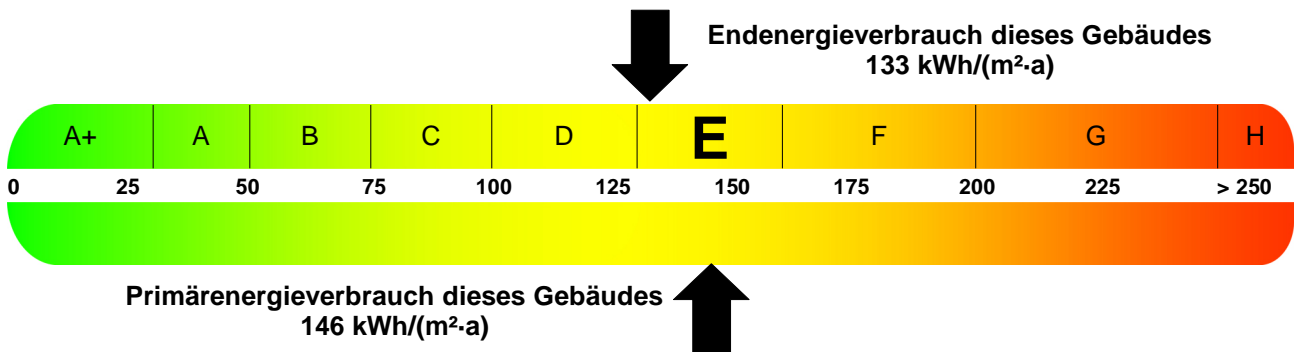 Endenergieverbrauch dieses Gebäudes
133 kWh/(m²·a)
A+ A B C D E F G H
0 25 50 75 100 125 150 175 200 225 > 250
Primärenergieverbrauch dieses Gebäudes
146 kWh/(m²·a)